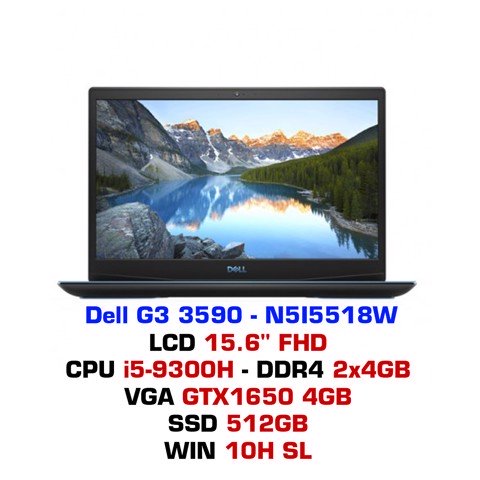 DELL
Dell G3 3590 - N5I5518W
LCD 15.6" FHD
CPU i5-9300H - DDR4 2x4GB
VGA GTX1650 4GB
SSD 512GB
WIN 10H SL